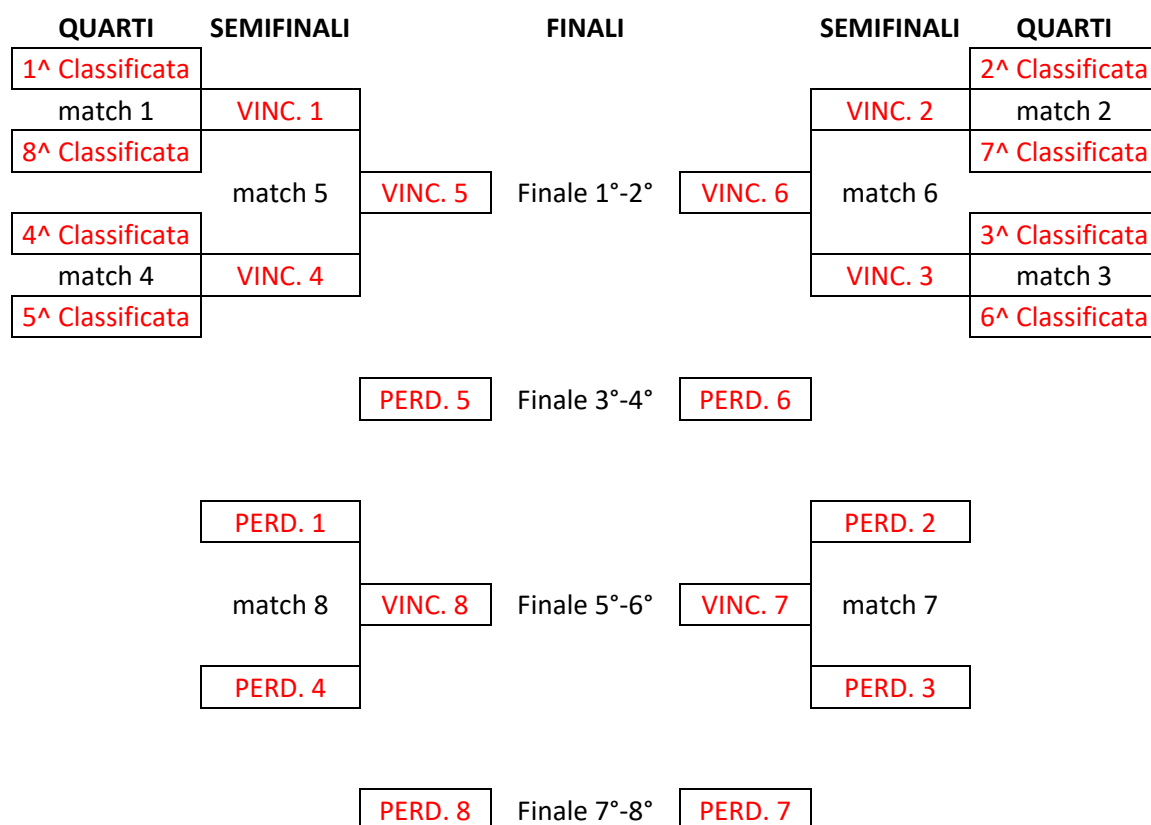 QUARTI SEMIFINALI FINALI SEMIFINALI QUARTI
1^ Classificata 2^ Classificata
match 1 VINC. 1 VINC. 2 match 2
8^ Classificata 7^ Classificata
match 5 VINC. 5 Finale 1°-2° VINC. 6 match 6
4^ Classificata 3^ Classificata
match 4 VINC. 4 VINC. 3 match 3
5^ Classificata 6^ Classificata
PERD. 5 Finale 3°-4° PERD. 6
PERD. 1 PERD. 2
match 8 VINC. 8 Finale 5°-6° VINC. 7 match 7
PERD. 4 PERD. 3
PERD. 8 Finale 7°-8° PERD. 7